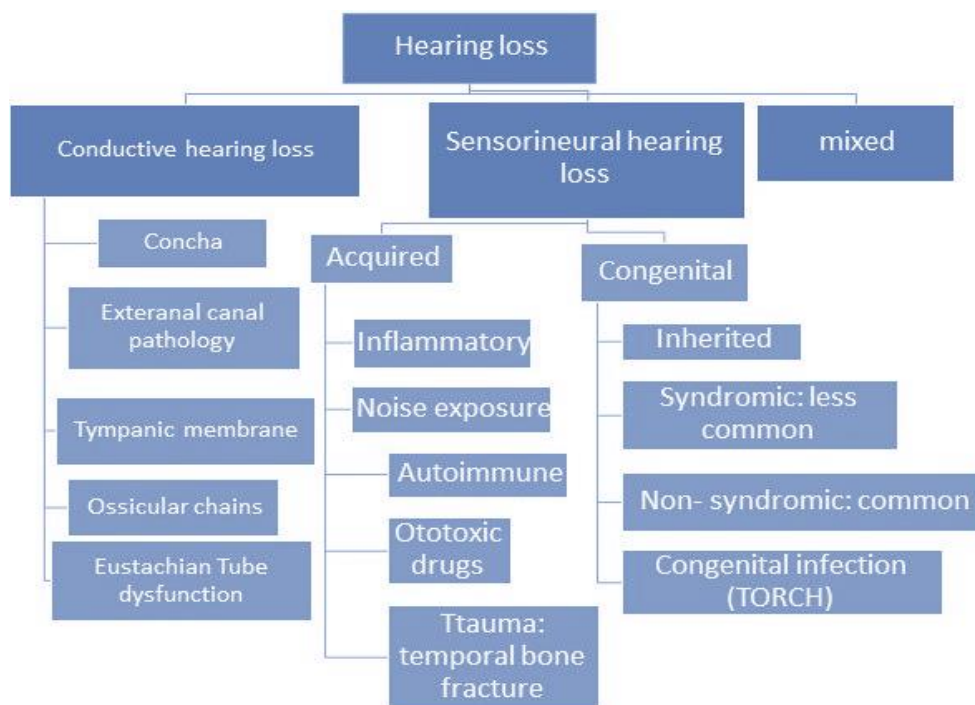 Hearing loss
Conductive hearing loss
Sensorineural hearing
loss
mixed
Concha
Exteranal canal
pathology
Tympanic membrane
Ossicular chains
Eustachian Tube
dysfunction
Acquired
Inflammatory
Noise exposure
Autoimmune
Ototoxic
drugs
Ttauma:
temporal bone
fracture
Congenital
Inherited
Syndromic: less
common
Non- syndromic: common
Congenital infection
(TORCH)